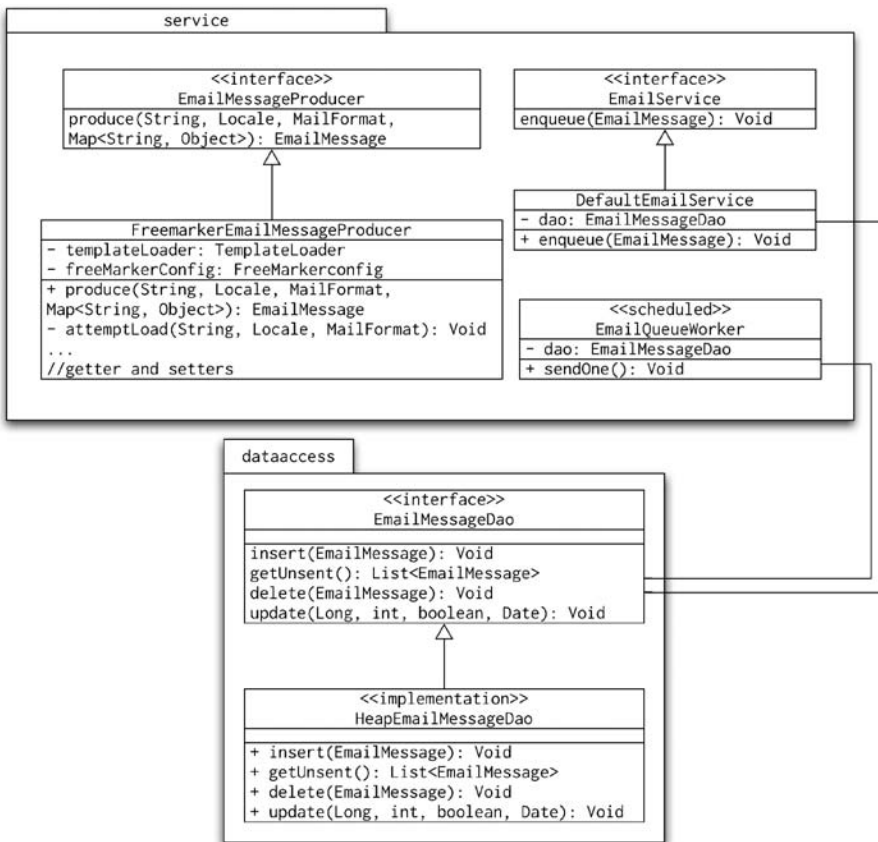 service
<<interface>>
EmailMessageProducer
produce(String, Locale, MailFormat,
Map<String, Object>): EmailMessage
<<interface>>
EmailService
enqueue(EmailMessage): Void
FreemarkerEmailMessageProducer
- templateLoader: TemplateLoader
- freeMarkerConfig: FreeMarkerconfig
+ produce(String, Locale, MailFormat,
Map<String, Object>): EmailMessage
- attemptLoad(String, Locale, MailFormat): Void
...
//getter and setters
DefaultEmailService
- dao: EmailMessageDao
+ enqueue(EmailMessage): Void
<<scheduled>>
EmailQueueWorker
- dao: EmailMessageDao
+ sendOne(): Void
dataaccess
<<interface>>
EmailMessageDao
insert(EmailMessage): Void
getUnsent(): List<EmailMessage>
delete(EmailMessage): Void
update(Long, int, boolean, Date): Void
<<implementation>>
HeapEmailMessageDao
+ insert(EmailMessage): Void
+ getUnsent(): List<EmailMessage>
+ delete(EmailMessage): Void
+ update(Long, int, boolean, Date): Void